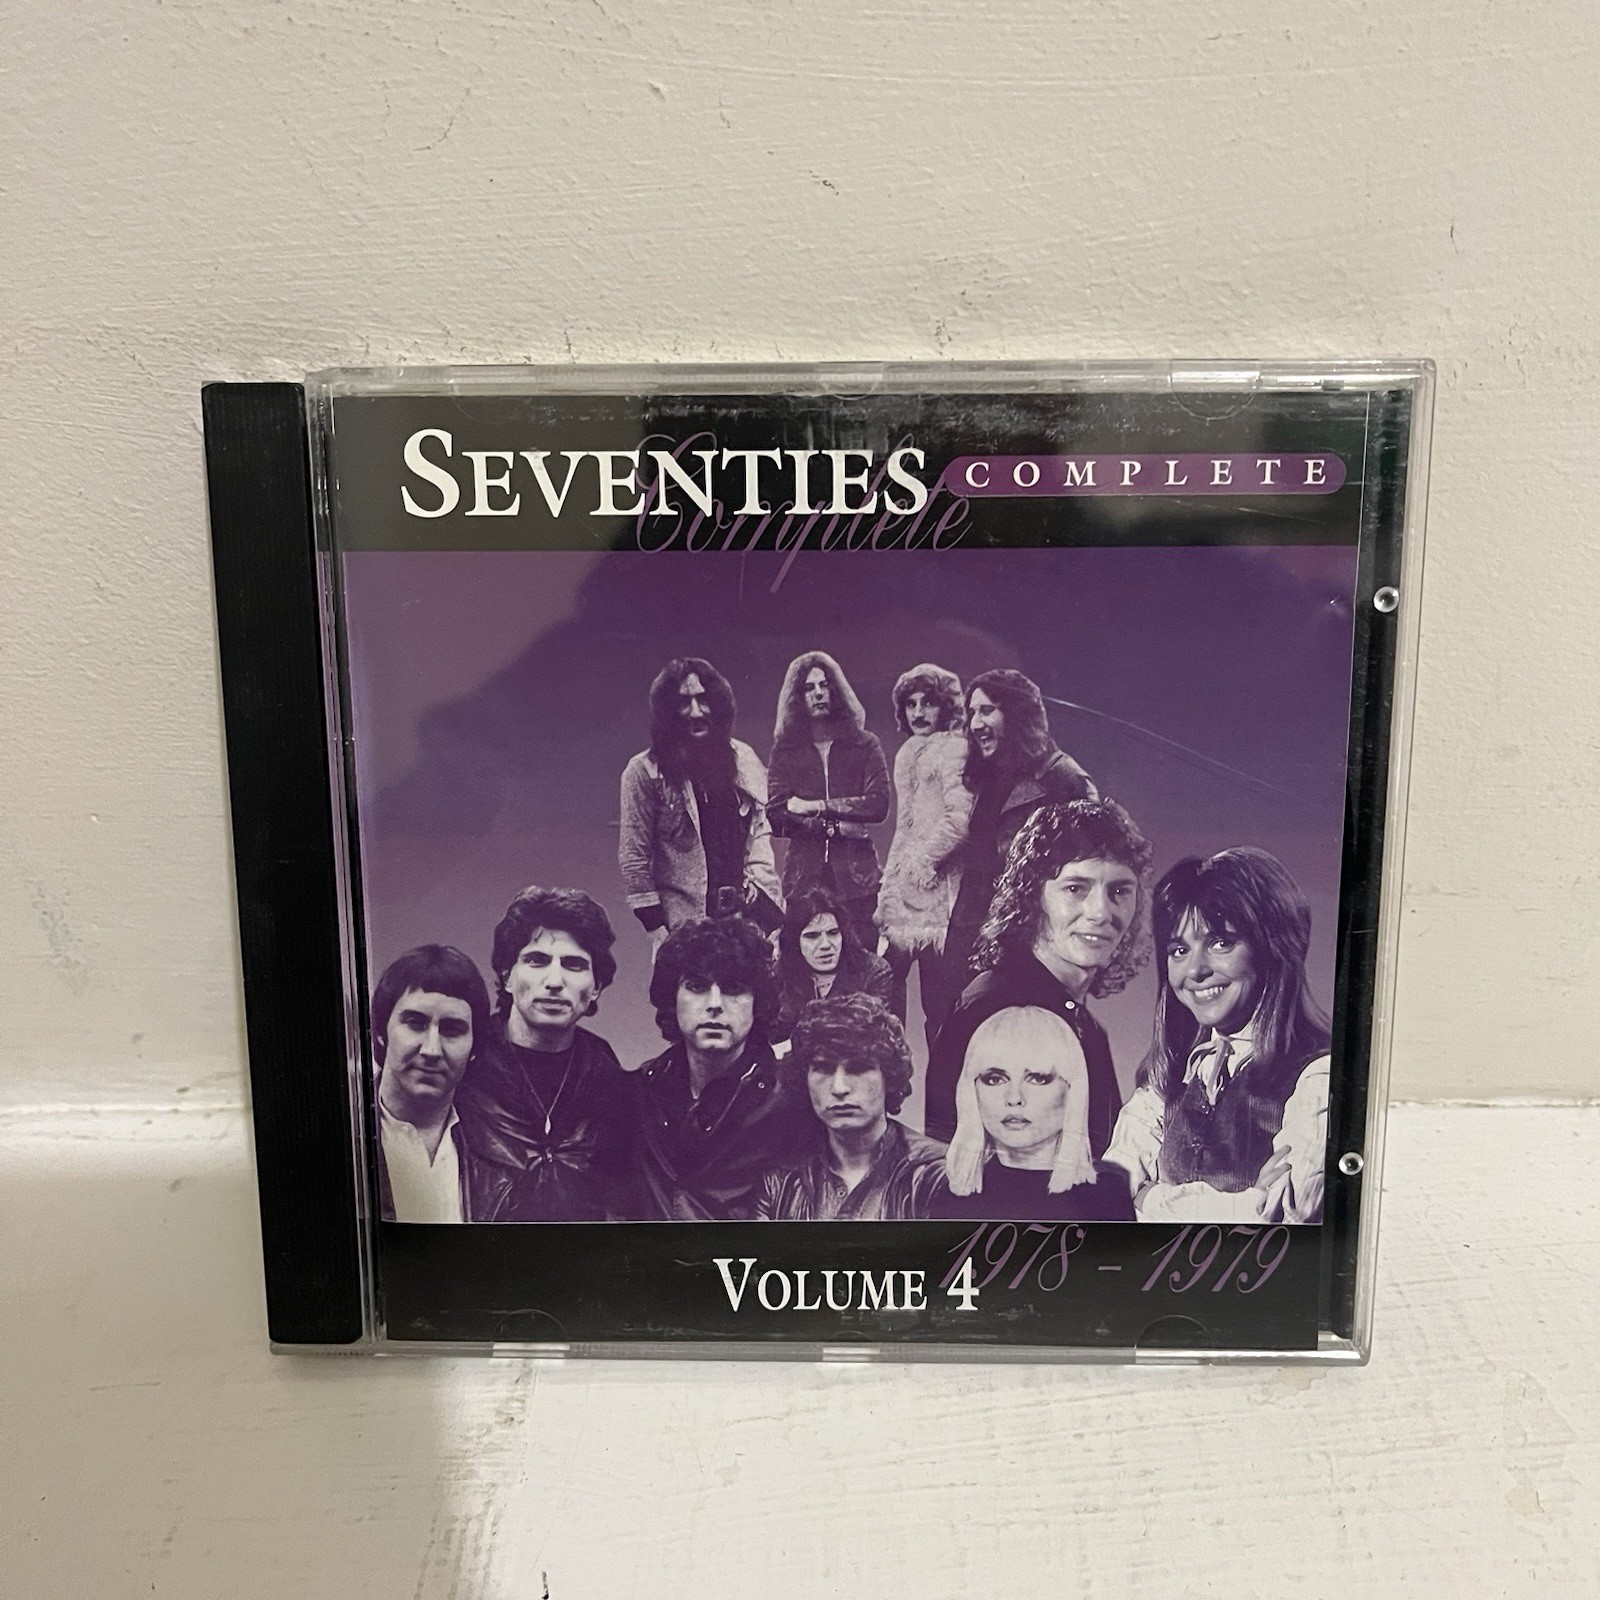 SEVENTIES COMPLETE
Complete
1978 - 1979
VOLUME 4